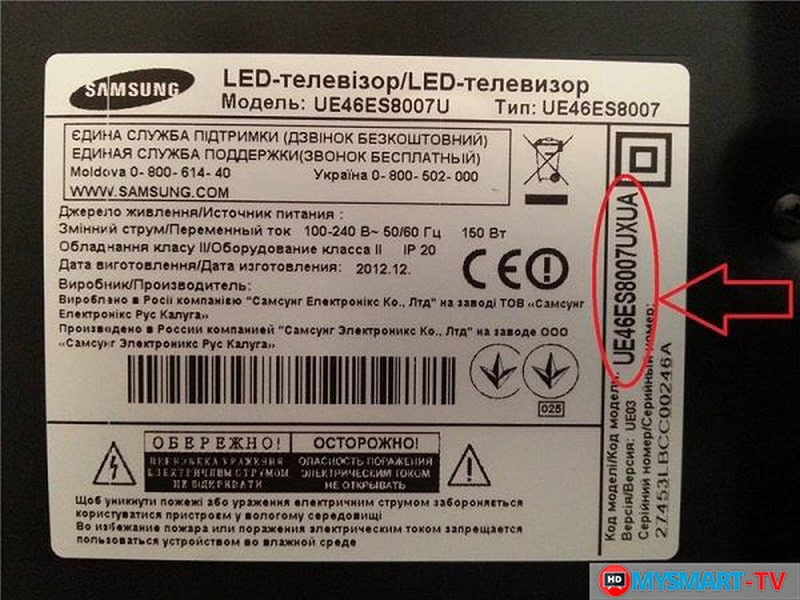 SAMSUNG
LED-телевізор/LED-телевизор
Модель: UE46ES8007U Тип: UE46ES8007
ЄДИНА СЛУЖБА ПІДТРИМКИ (ДЗВІНОК БЕЗКОШТОВНИЙ)
ЕДИНАЯ СЛУЖБА ПОДДЕРЖКИ(ЗВОНОК БЕСПЛАТНЫЙ)
Moldova 0-800-614-40 Україна 0-800-502-000
WWW.SAMSUNG.COM
Джерело живлення/Источник питания :
Змінний струм/Переменный ток 100-240 В~ 50/60 Гц 150 Вт
Обладнання класу II/Оборудование класса II IP 20
Дата виготовлення/Дата изготовления: 2012.12.
Виробник/Производитель:
Вироблено в Росії компанією "Самсунг Електронікс Ко., Лтд" на заводі ТОВ «Самсунг
Електронікс Рус Калуга»
Произведено в России компанией "Самсунг Электроникс Ко., Лтд" на заводе ООО
«Самсунг Электроникс Рус Калуга»
025
ОБЕРЕЖНО! ОСТОРОЖНО!
НЕБЕЗПЕКА УРАЖЕННЯ
ЕЛЕКТРИЧНИМ СТРУМОМ
НЕ ВІДКРИВАТИ
ОПАСНОСТЬ ПОРАЖЕНИЯ
ЭЛЕКТРИЧЕСКИМ ТОКОМ
НЕ ОТКРЫВАТЬ
Щоб уникнути пожежі або ураження електричним струмом забороняється
користуватися пристроєм у вологому середовищі
Во избежание пожара или поражение электрическим током запрещается
пользоваться устройством во влажной среде
Код моделі/Код модели: UE46ES8007UXUA
Версія/Версия: UE03
Серійний номер/Серийный номер:
27453LBCC00246A
HD MYSMART-TV